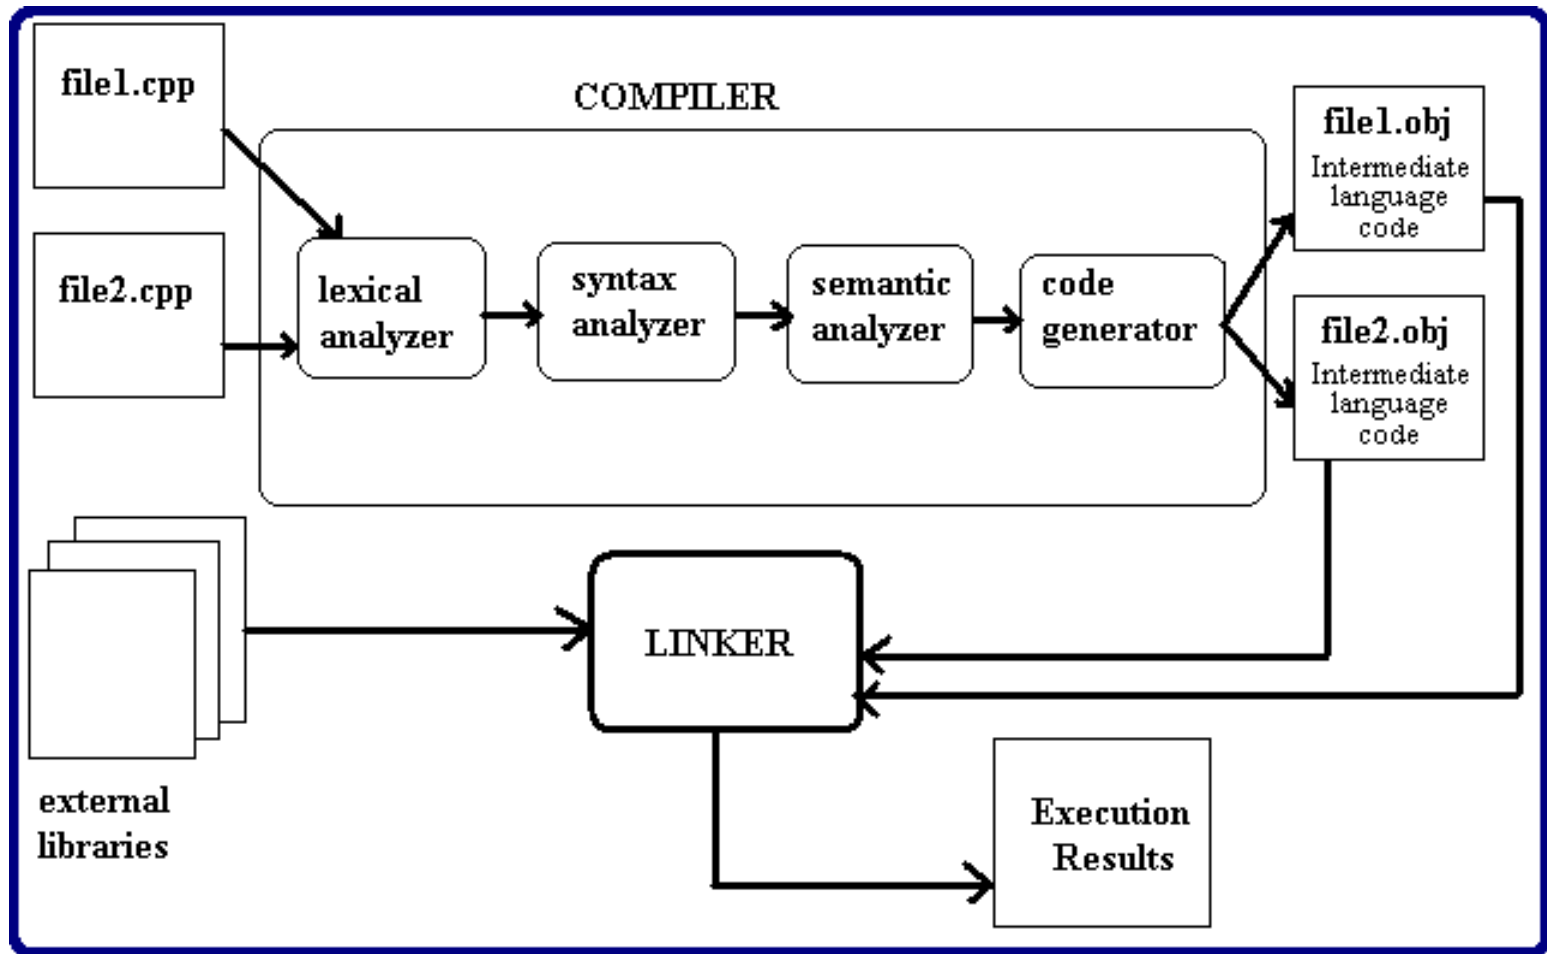 file1.cpp
COMPILER
file1.obj
Intermediate
language
code
file2.cpp
lexical
analyzer
syntax
analyzer
semantic
analyzer
code
generator
file2.obj
Intermediate
language
code
external
libraries
LINKER
Execution
Results